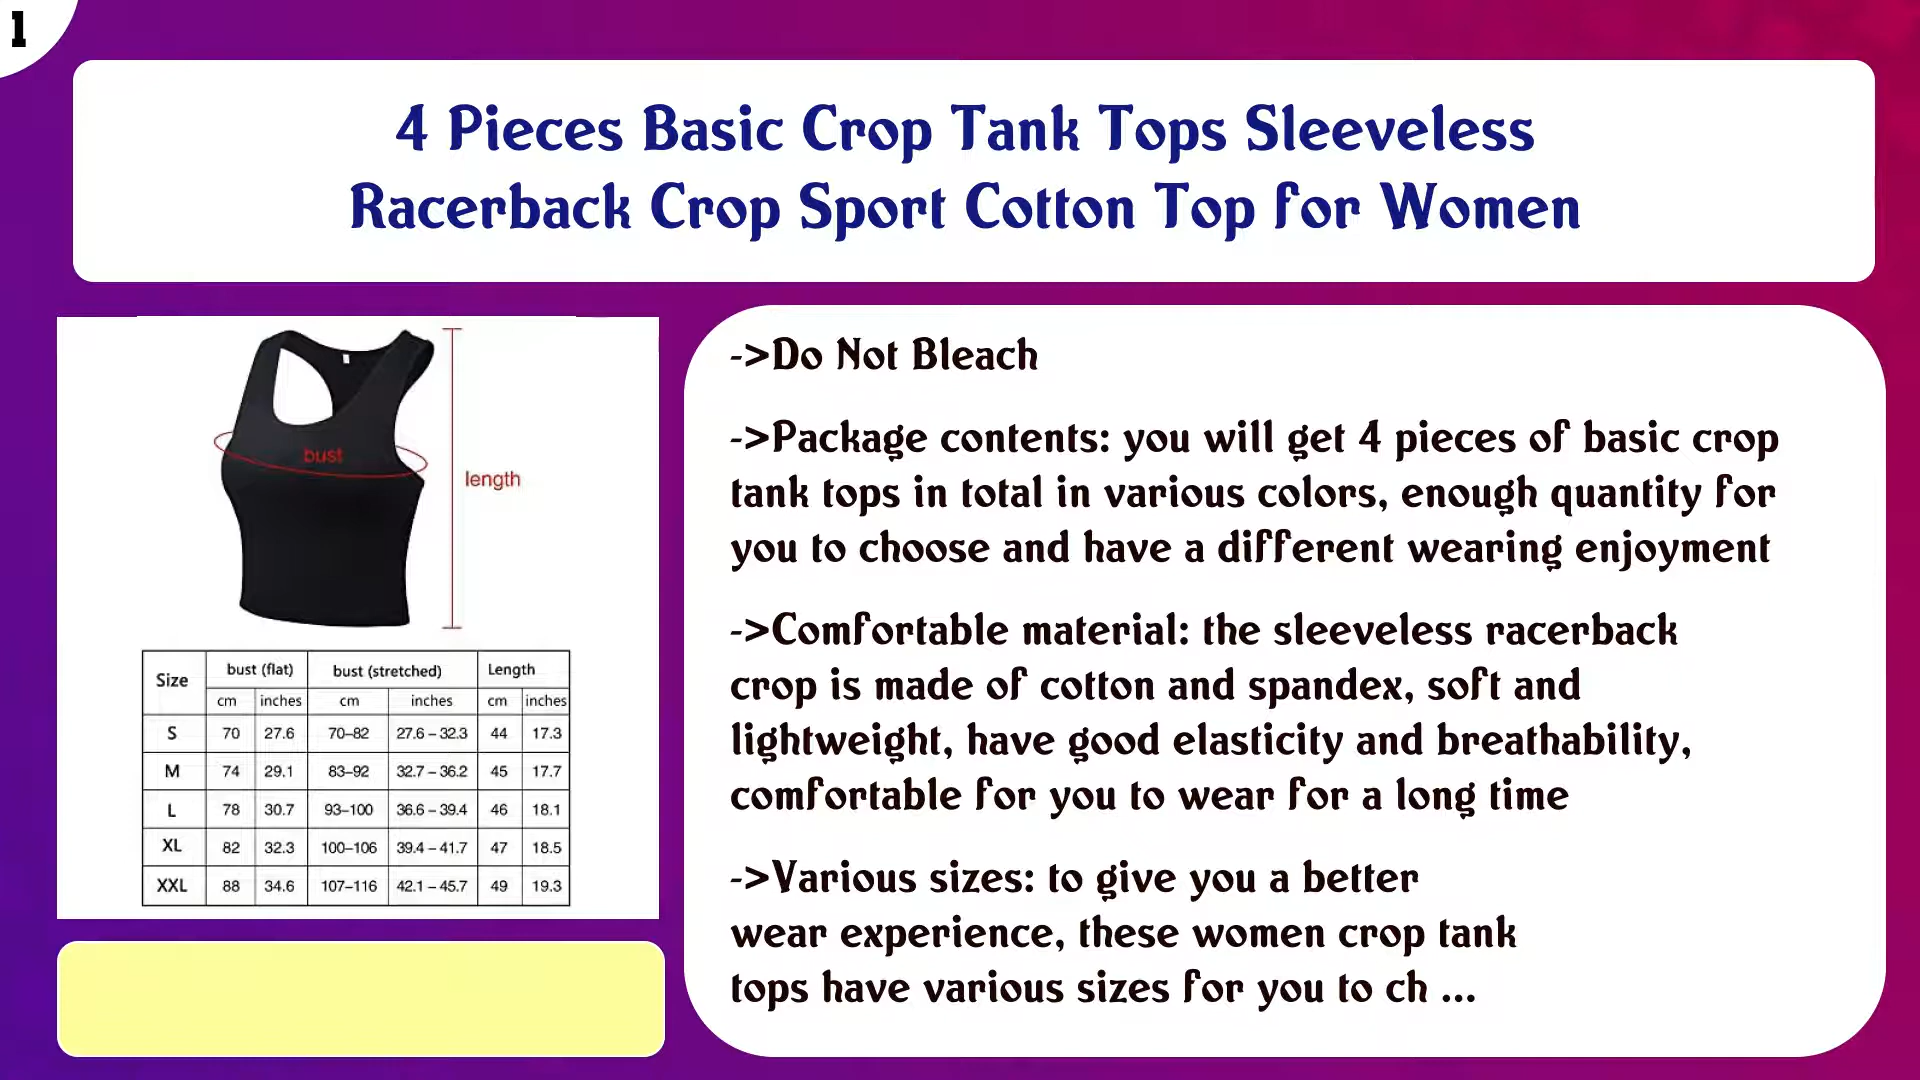 1
4 Pieces Basic Crop Tank Tops Sleeveless
Racerback Crop Sport Cotton Top for Women
bust
length
Size bust (flat) bust (stretched) Length
cm inches cm inches cm inches
S 70 27.6 70–82 27.6 – 32.3 44 17.3
M 74 29.1 83–92 32.7 – 36.2 45 17.7
L 78 30.7 93–100 36.6 – 39.4 46 18.1
XL 82 32.3 100–106 39.4 – 41.7 47 18.5
XXL 88 34.6 107–116 42.1 – 45.7 49 19.3
->Do Not Bleach
->Package contents: you will get 4 pieces of basic crop
tank tops in total in various colors, enough quantity for
you to choose and have a different wearing enjoyment
->Comfortable material: the sleeveless racerback
crop is made of cotton and spandex, soft and
lightweight, have good elasticity and breathability,
comfortable for you to wear for a long time
->Various sizes: to give you a better
wear experience, these women crop tank
tops have various sizes for you to ch ...